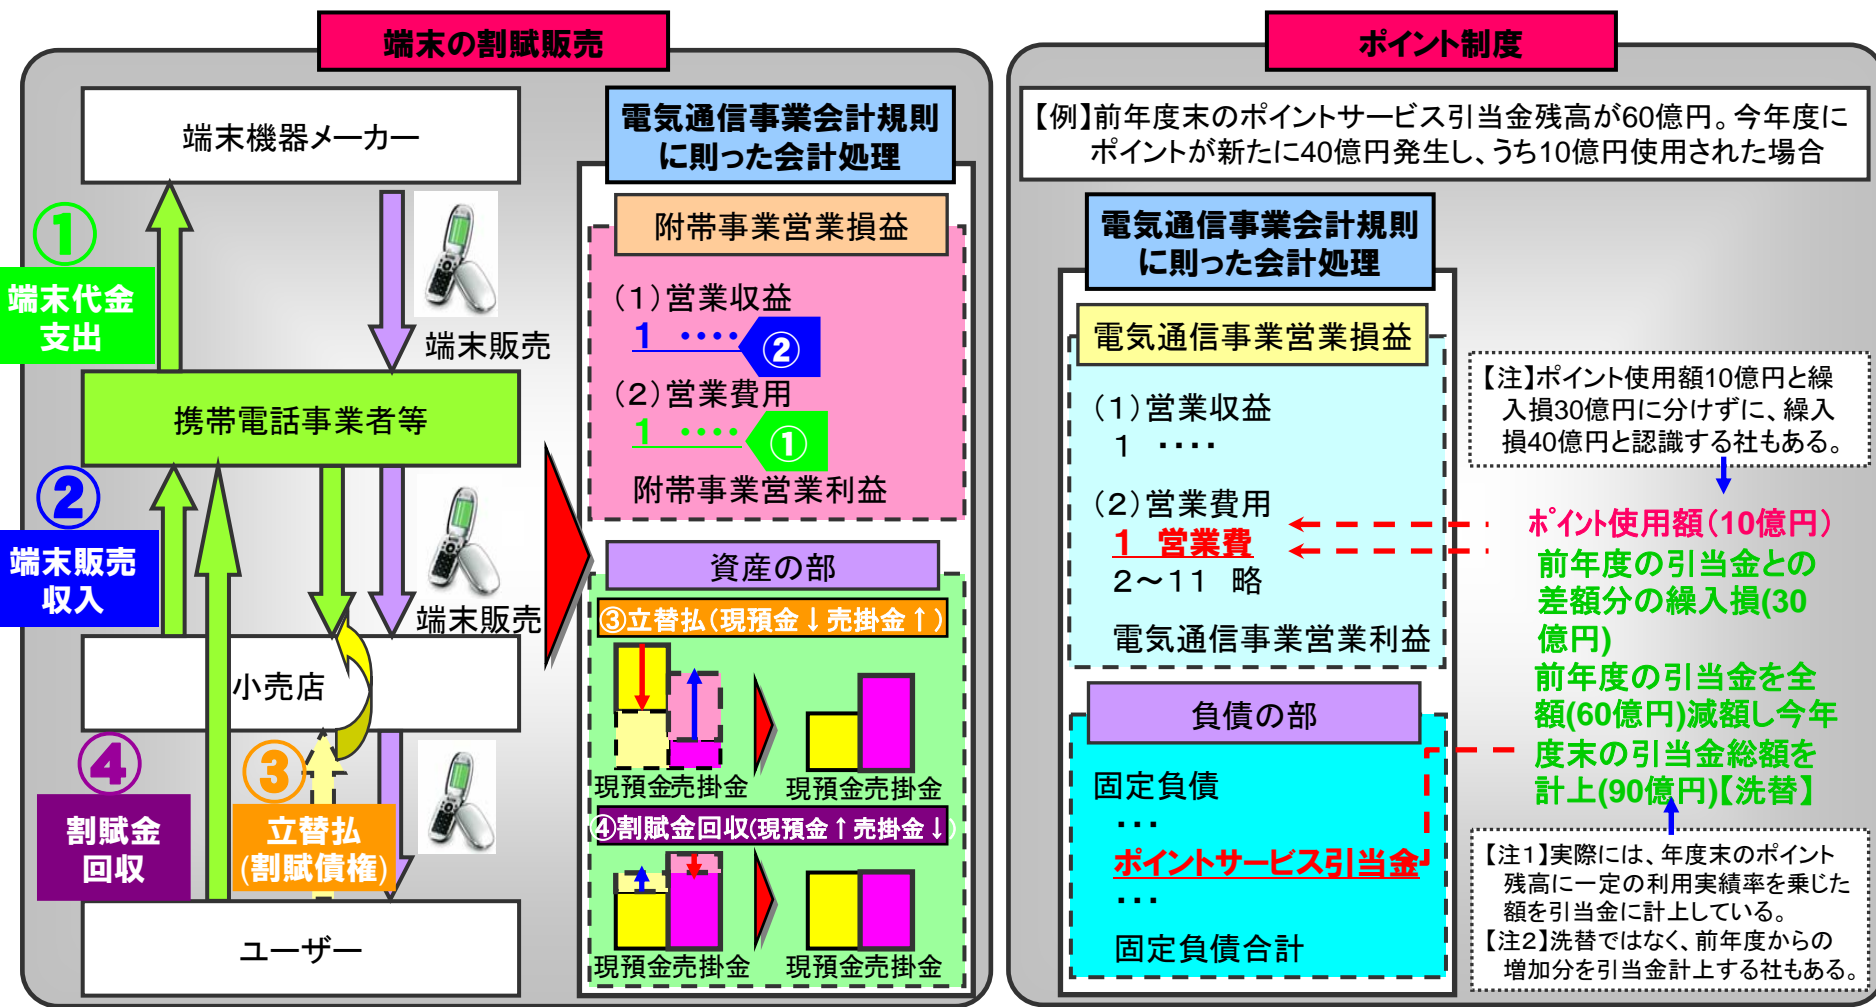 端末の割賦販売
端末機器メーカー
①
端末代金
支出
端末販売
携帯電話事業者等
②
端末販売
収入
端末販売
小売店
④
割賦金
回収
③
立替払
(割賦債権)
ユーザー
電気通信事業会計規則
に則った会計処理
附帯事業営業損益
(1)営業収益
1 ‥‥
②
(2)営業費用
1 ‥‥
①
附帯事業営業利益
資産の部
③立替払(現預金↓売掛金↑)
現預金売掛金
現預金売掛金
④割賦金回収(現預金↑売掛金↓)
現預金売掛金
現預金売掛金
ポイント制度
【例】前年度末のポイントサービス引当金残高が60億円。今年度に
ポイントが新たに40億円発生し、うち10億円使用された場合
電気通信事業会計規則
に則った会計処理
電気通信事業営業損益
(1)営業収益
1 ‥‥
(2)営業費用
1 営業費
2～11 略
電気通信事業営業利益
負債の部
固定負債
・・・
ポイントサービス引当金
・・・
固定負債合計
【注】ポイント使用額10億円と繰
入損30億円に分けずに、繰入
損40億円と認識する社もある。
ポイント使用額(10億円)
前年度の引当金との
差額分の繰入損(30
億円)
前年度の引当金を全
額(60億円)減額し今年
度末の引当金総額を
計上(90億円)【洗替】
【注1】実際には、年度末のポイント
残高に一定の利用実績率を乗じた
額を引当金に計上している。
【注2】洗替ではなく、前年度からの
増加分を引当金計上する社もある。